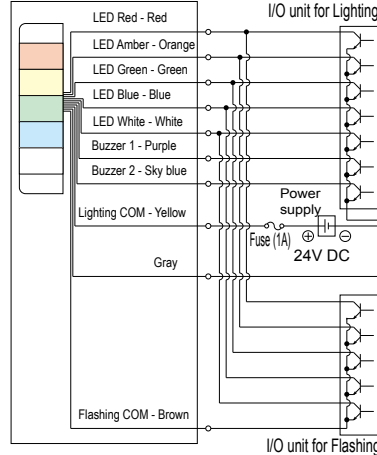 I/O unit for Lighting
LED Red - Red
LED Amber - Orange
LED Green - Green
LED Blue - Blue
LED White - White
Buzzer 1 - Purple
Buzzer 2 - Sky blue
Power
supply
Lighting COM - Yellow
Fuse (1A)
⊕ ⊖
24V DC
Gray
Flashing COM - Brown
I/O unit for Flashing